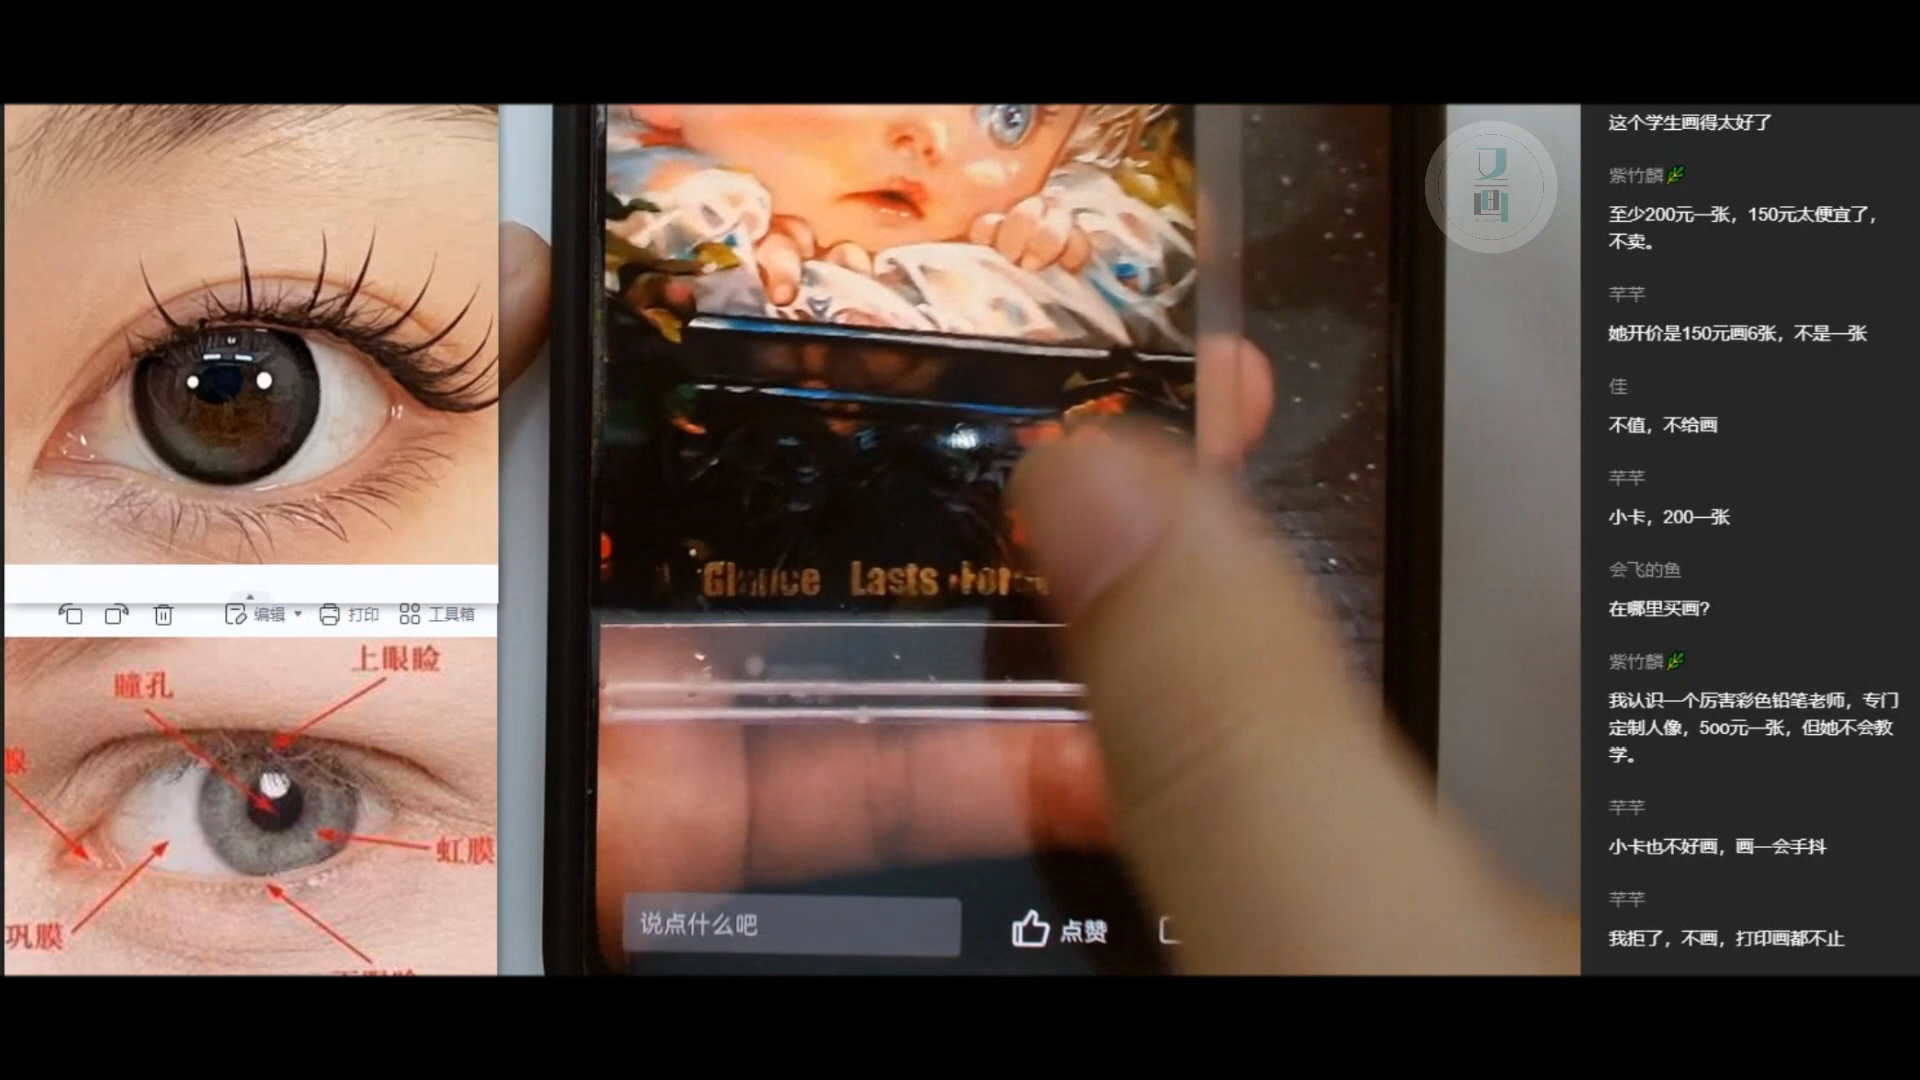 编辑
打印
工具箱
上眼睑
瞳孔
腺
虹膜
巩膜
Glance Lasts
说点什么吧
点赞
这个学生画得太好了
紫竹麟
至少200元一张，150元太便宜了，
不卖。
芊芊
她开价是150元画6张，不是一张
佳
不值，不给画
芊芊
小卡，200一张
会飞的鱼
在哪里买画?
紫竹麟
我认识一个厉害彩色铅笔老师，专门
定制人像，5oo元一张，但她不会教
学。
芊芊
小卡也不好画，画一会手抖
芊芊
我拒了，不画，打印画都不止